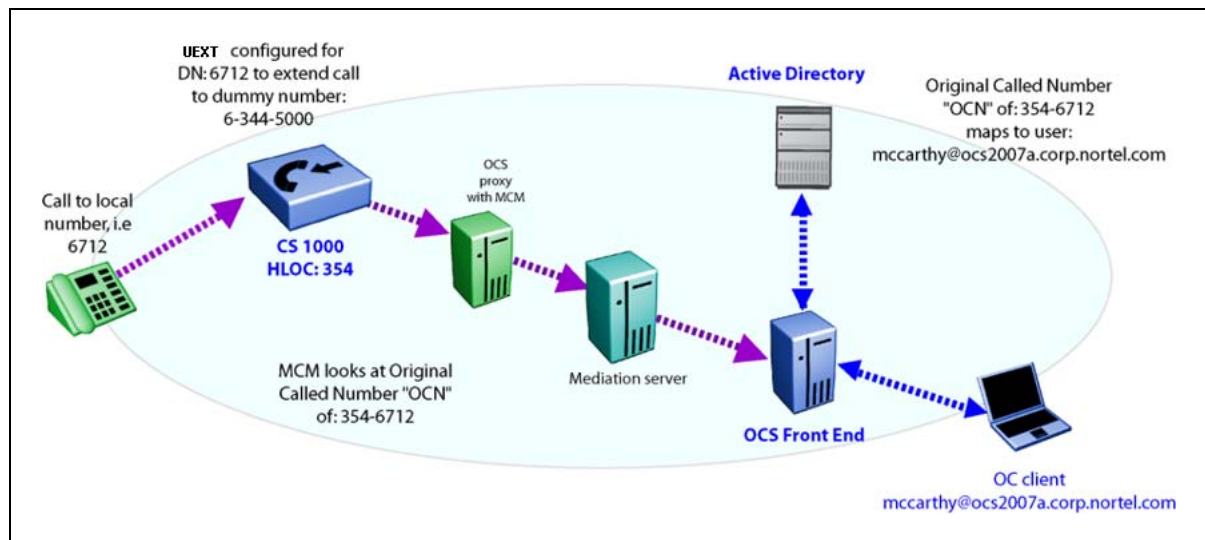 UEXT configured for
DN: 6712 to extend call
to dummy number:
6-344-5000
Active Directory
Original Called Number
"OCN" of: 354-6712
maps to user:
mccarthy@ocs2007a.corp.nortel.com
Call to local
number, i.e
6712
OCS
proxy
with MCM
CS 1000
HLOC: 354
MCM looks at Original
Called Number "OCN"
of: 354-6712
Mediation server
OCS Front End
OC client
mccarthy@ocs2007a.corp.nortel.com